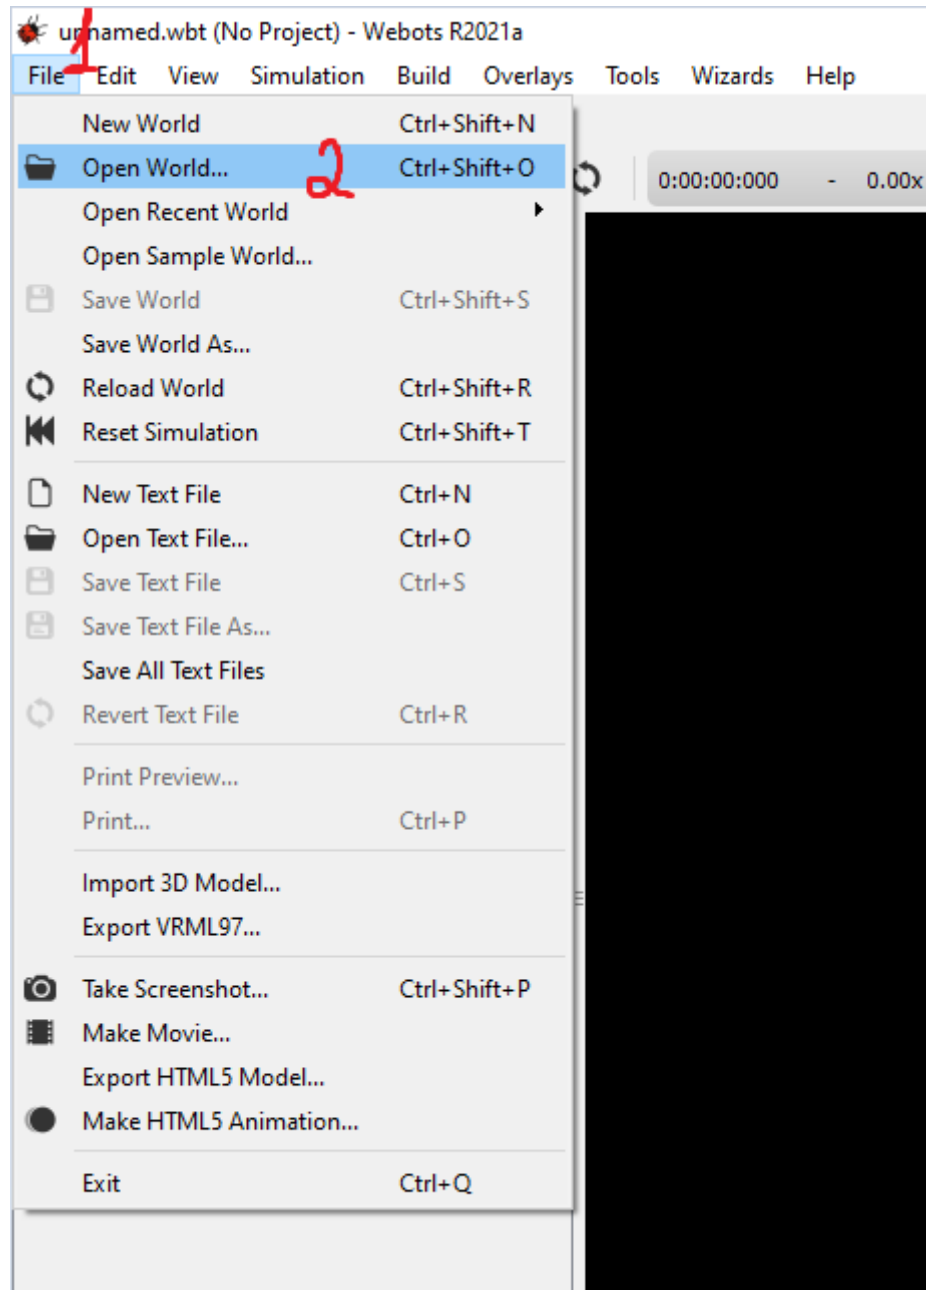 unnamed.wbt (No Project) - Webots R2021a
1
File Edit View Simulation Build Overlays Tools Wizards Help
New World Ctrl+Shift+N
Open World... 2 Ctrl+Shift+O
0:00:00:000 - 0.00x
Open Recent World
Open Sample World...
Save World Ctrl+Shift+S
Save World As...
Reload World Ctrl+Shift+R
Reset Simulation Ctrl+Shift+T
New Text File Ctrl+N
Open Text File... Ctrl+O
Save Text File Ctrl+S
Save Text File As...
Save All Text Files
Revert Text File Ctrl+R
Print Preview...
Print... Ctrl+P
Import 3D Model...
Export VRML97...
Take Screenshot... Ctrl+Shift+P
Make Movie...
Export HTML5 Model...
Make HTML5 Animation...
Exit Ctrl+Q